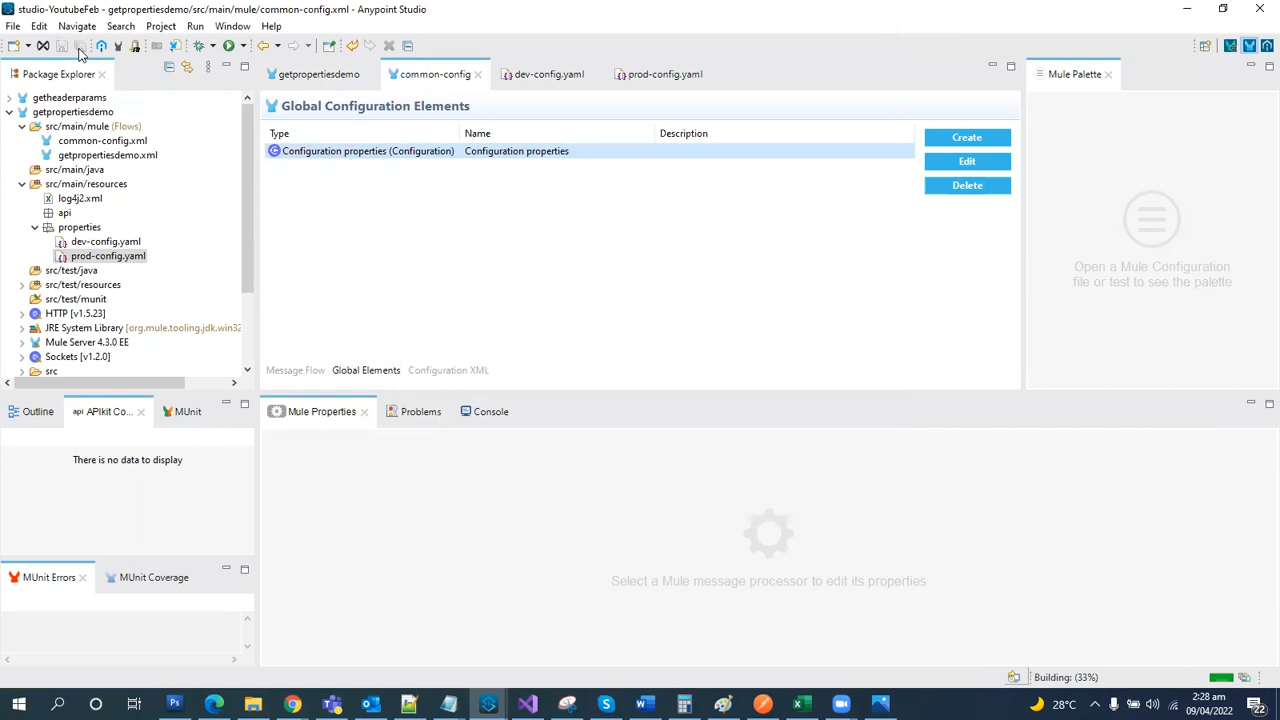 studio-YoutubeFeb - getpropertiesdemo/src/main/mule/common-config.xml - Anypoint Studio
File Edit Navigate Search Project Run Window Help
Package Explorer
getheaderparams
getpropertiesdemo
src/main/mule (Flows)
common-config.xml
getpropertiesdemo.xml
src/main/java
src/main/resources
log4j2.xml
api
properties
dev-config.yaml
prod-config.yaml
src/test/java
src/test/resources
src/test/munit
HTTP [v1.5.23]
JRE System Library [org.mule.tooling.jdk.win32
Mule Server 4.3.0 EE
Sockets [v1.2.0]
src
getpropertiesdemo common-config dev-config.yaml prod-config.yaml
Global Configuration Elements
Type Name Description
Configuration properties (Configuration) Configuration properties
Create
Edit
Delete
Message Flow Global Elements Configuration XML
Mule Palette
Open a Mule Configuration
file or test to see the palette
Outline api APIkit Co... MUnit
There is no data to display
MUnit Errors MUnit Coverage
Mule Properties Problems Console
Select a Mule message processor to edit its properties
Building: (33%)
28°C
2:28 am
09/04/2022
22